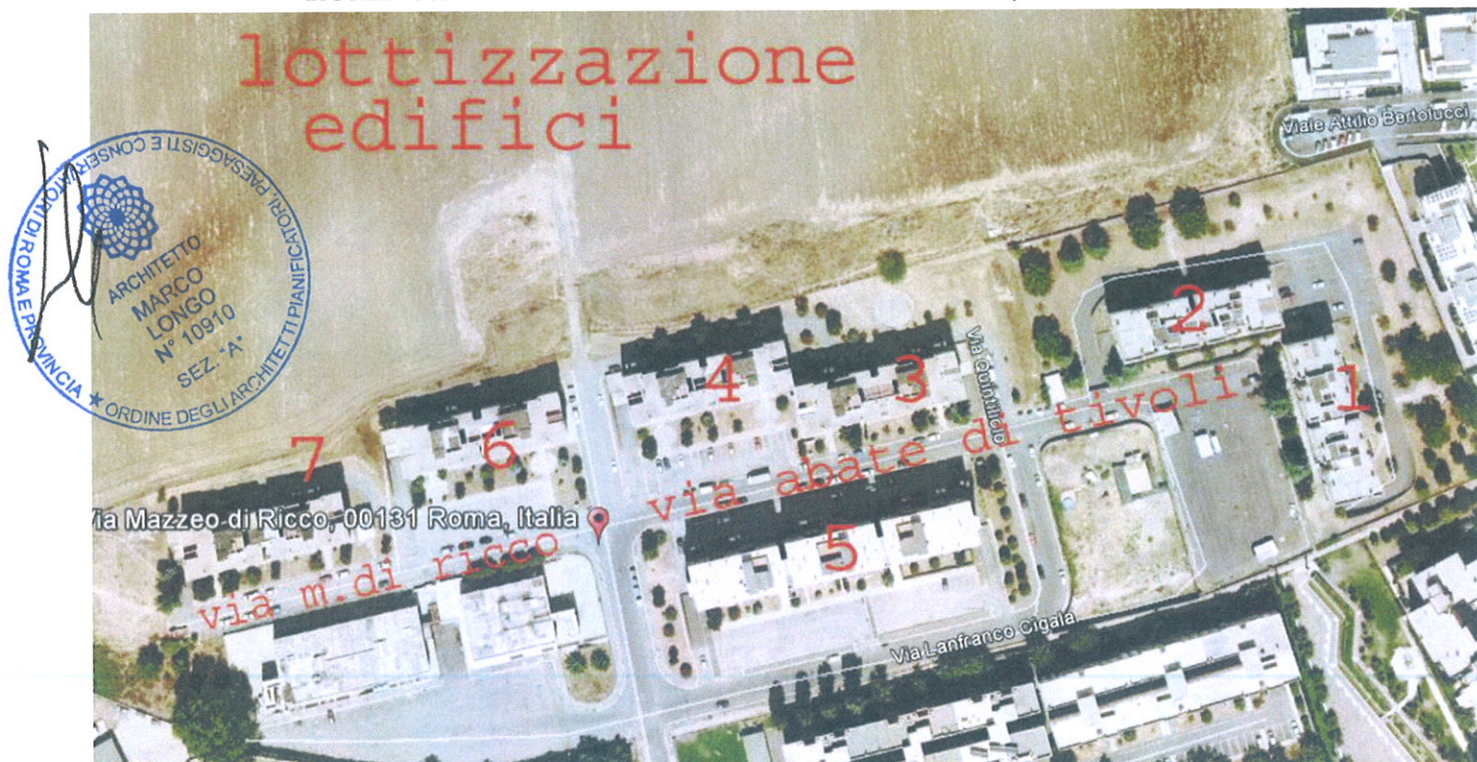 lottizzazione
edifici
Viale Attilio Bertolucci
ORDINE DEGLI ARCHITETTI PIANIFICATORI, PAESAGGISTI E CONSERVATORI DI ROMA E PROVINCIA ★
ARCHITETTO
MARCO
LONGO
N° 10910
SEZ. "A"
2
4
3
Via Quintilicio
1
7
6
via abate di tivoli
Via Mazzeo di Ricco, 00131 Roma, Italia
5
via m.di ricco
Via Lanfranco Cigala